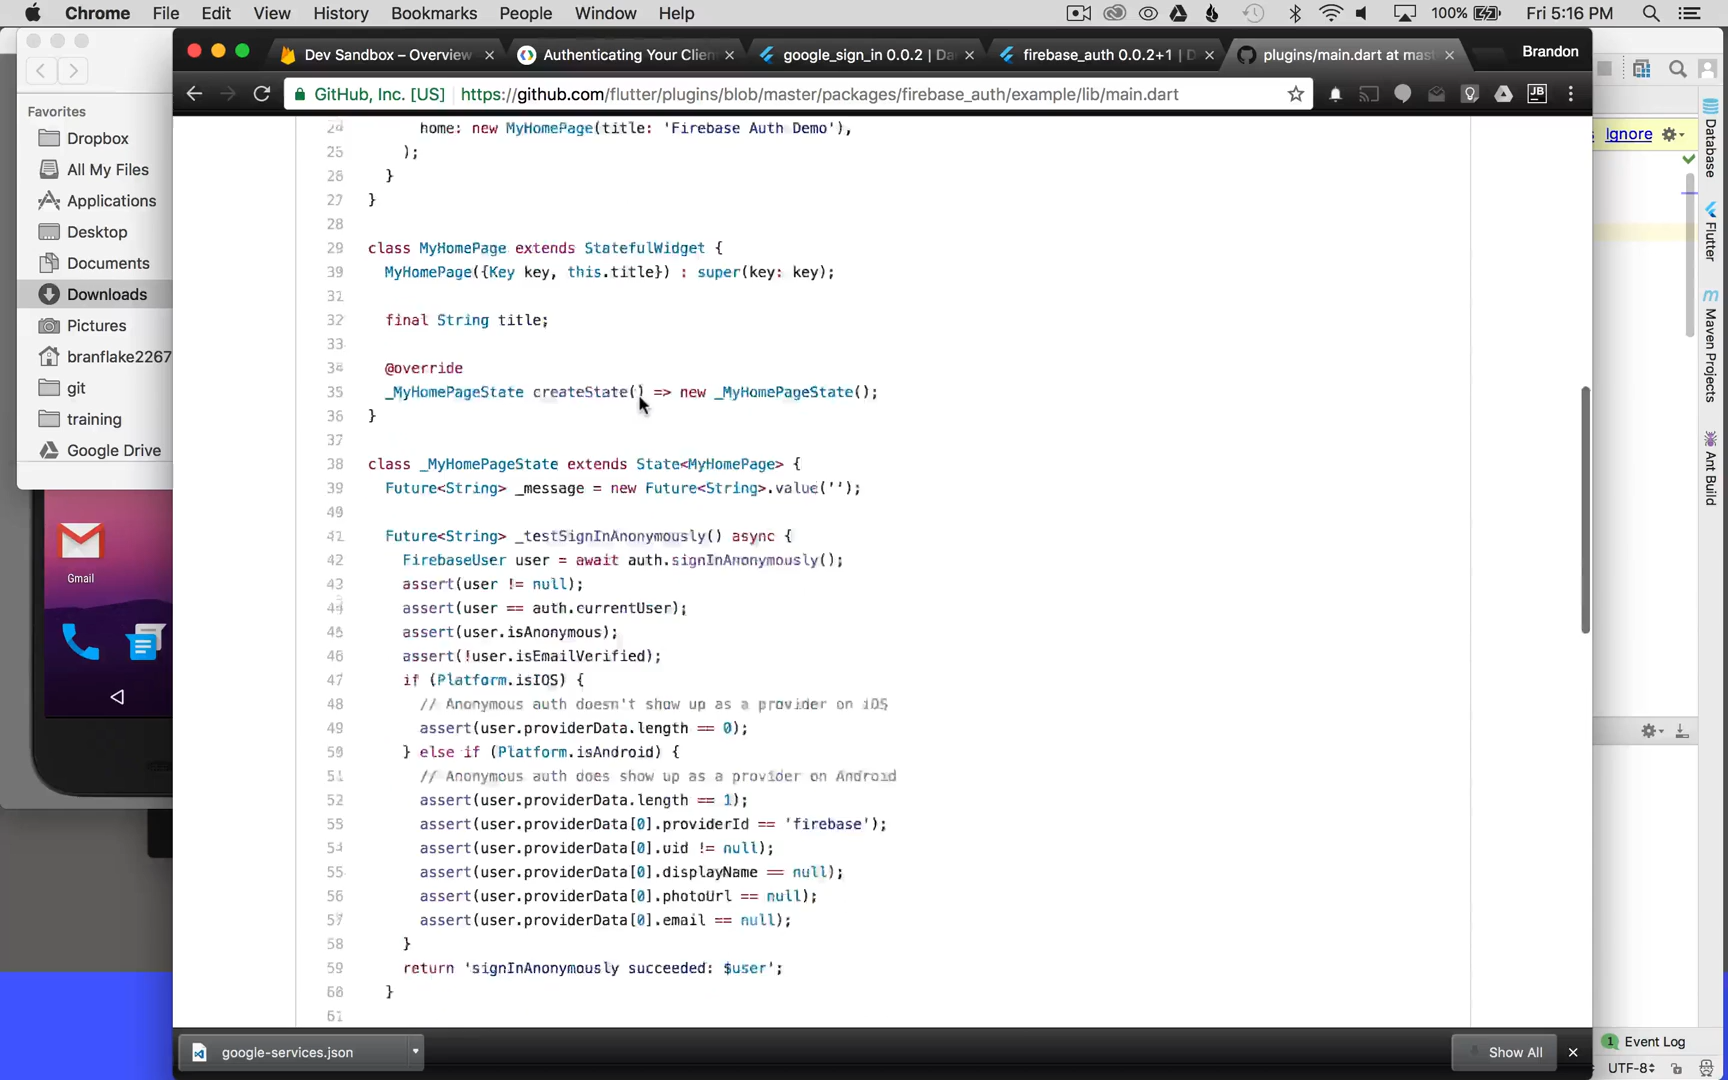 Chrome File Edit View History Bookmarks People Window Help 100% Fri 5:16 PM
Dev Sandbox – Overview
Authenticating Your Clien
google_sign_in 0.0.2 | Da
firebase_auth 0.0.2+1 | D
plugins/main.dart at mast
Brandon
GitHub, Inc. [US] https://github.com/flutter/plugins/blob/master/packages/firebase_auth/example/lib/main.dart
JB
Favorites
Dropbox
All My Files
Applications
Desktop
Documents
Downloads
Pictures
branflake2267
git
training
Google Drive
Gmail
24 home: new MyHomePage(title: 'Firebase Auth Demo'),
25 );
26 }
27 }
28
29 class MyHomePage extends StatefulWidget {
MyHomePage({Key key, this.title}) : super(key: key);
31
32 final String title;
33
34 @override
35 _MyHomePageState createState() => new _MyHomePageState();
36 }
37
38 class _MyHomePageState extends State<MyHomePage> {
39 Future<String> _message = new Future<String>.value('');
Future<String> _testSignInAnonymously() async {
42 FirebaseUser user = await auth.signInAnonymously();
43 assert(user != null);
assert(user == auth.currentUser);
assert(user.isAnonymous);
46 assert(!user.isEmailVerified);
47 if (Platform.isIOS) {
48 // Anonymous auth doesn't show up as a provider on iOS
49 assert(user.providerData.length == 0);
} else if (Platform.isAndroid) {
51 // Anonymous auth does show up as a provider on Android
52 assert(user.providerData.length == 1);
assert(user.providerData[0].providerId == 'firebase');
54 assert(user.providerData[0].uid != null);
55 assert(user.providerData[0].displayName == null);
56 assert(user.providerData[0].photoUrl == null);
57 assert(user.providerData[0].email == null);
58 }
59 return 'signInAnonymously succeeded: $user';
60 }
61
google-services.json
Show All
Ignore
Database
Flutter
m Maven Projects
Ant Build
1 Event Log
UTF-8